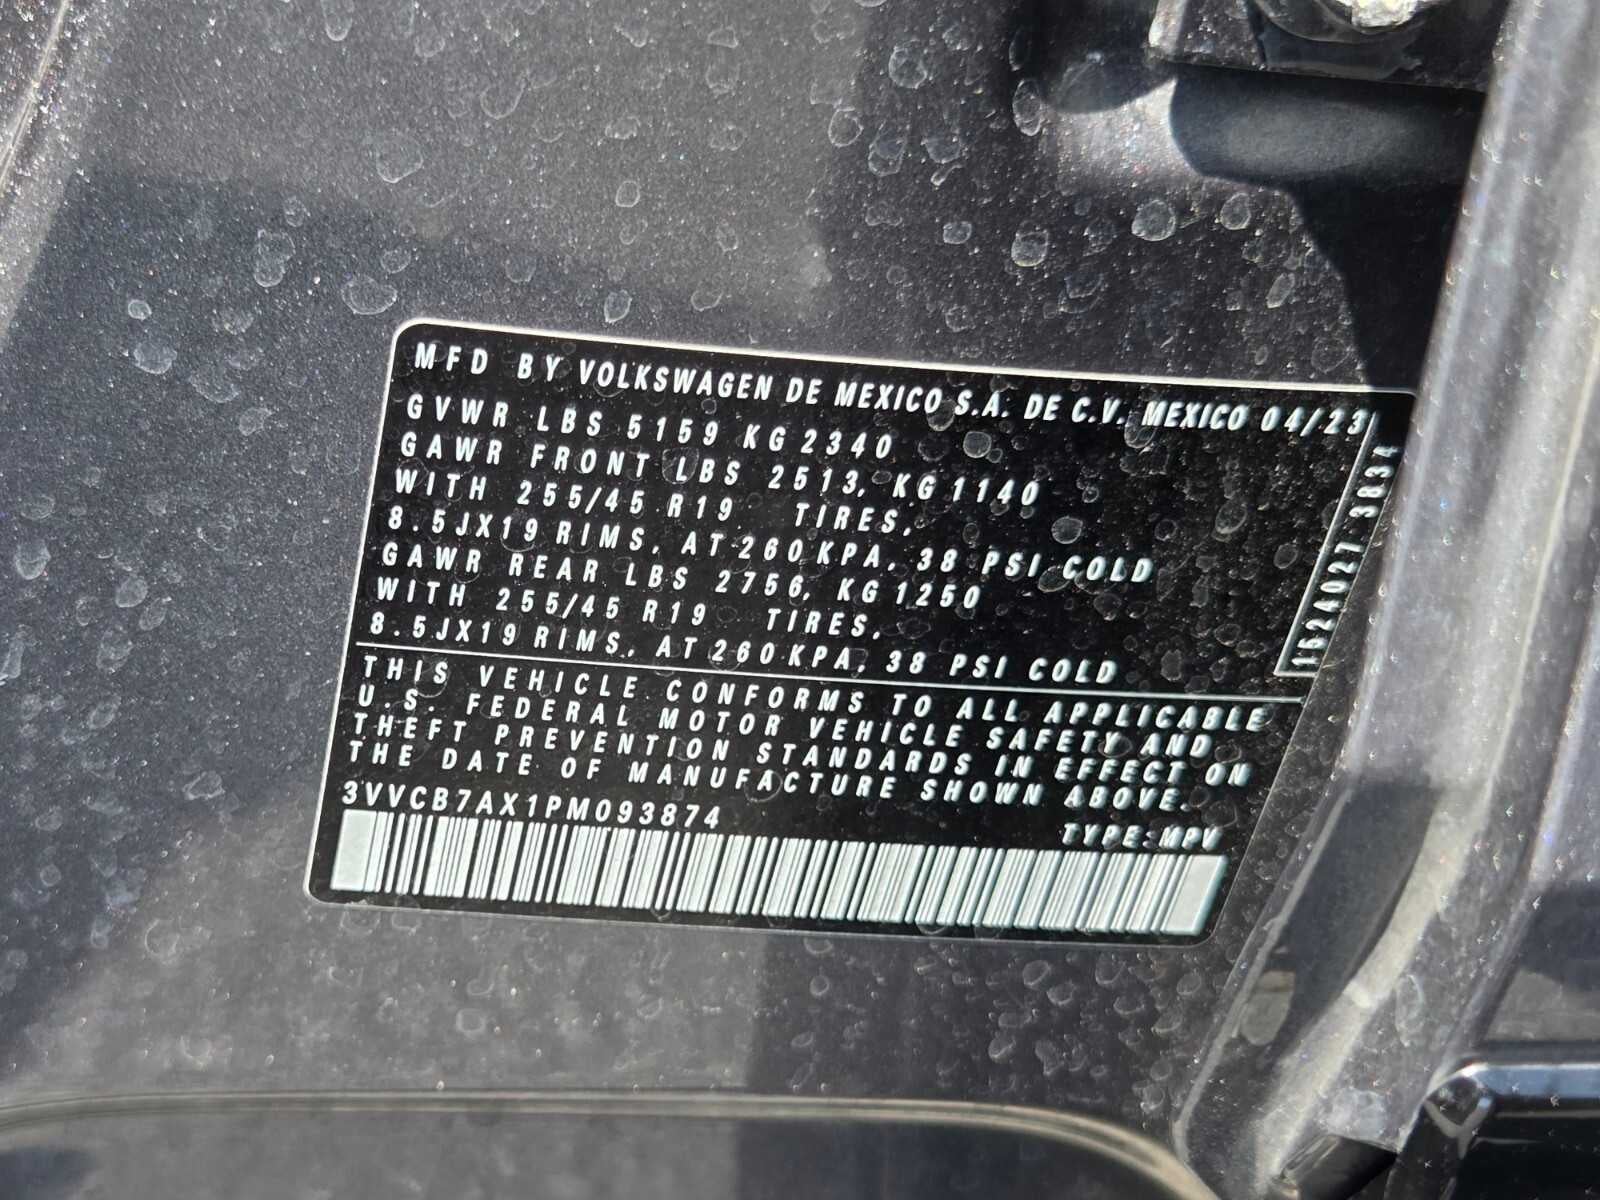 MFD BY VOLKSWAGEN DE MEXICO S.A. DE C.V. MEXICO 04/23
GVWR LBS 5159 KG 2340
GAWR FRONT LBS 2513, KG 1140
WITH 255/45 R19 TIRES,
8.5JX19 RIMS, AT 260 KPA, 38 PSI COLD
GAWR REAR LBS 2756, KG 1250
WITH 255/45 R19 TIRES,
8.5JX19 RIMS, AT 260 KPA, 38 PSI COLD
1524027 3834
THIS VEHICLE CONFORMS TO ALL APPLICABLE
U.S. FEDERAL MOTOR VEHICLE SAFETY AND
THEFT PREVENTION STANDARDS IN EFFECT ON
THE DATE OF MANUFACTURE SHOWN ABOVE.
3VVCB7AX1PM093874
TYPE: MPV